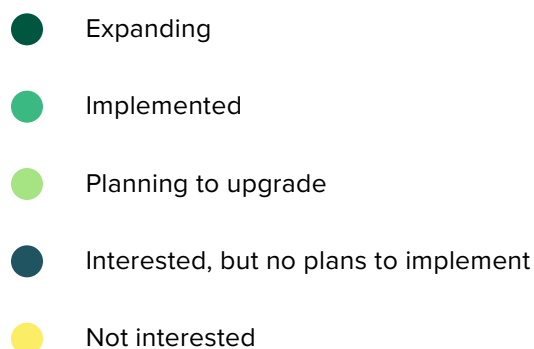 Expanding
Implemented
Planning to upgrade
Interested, but no plans to implement
Not interested